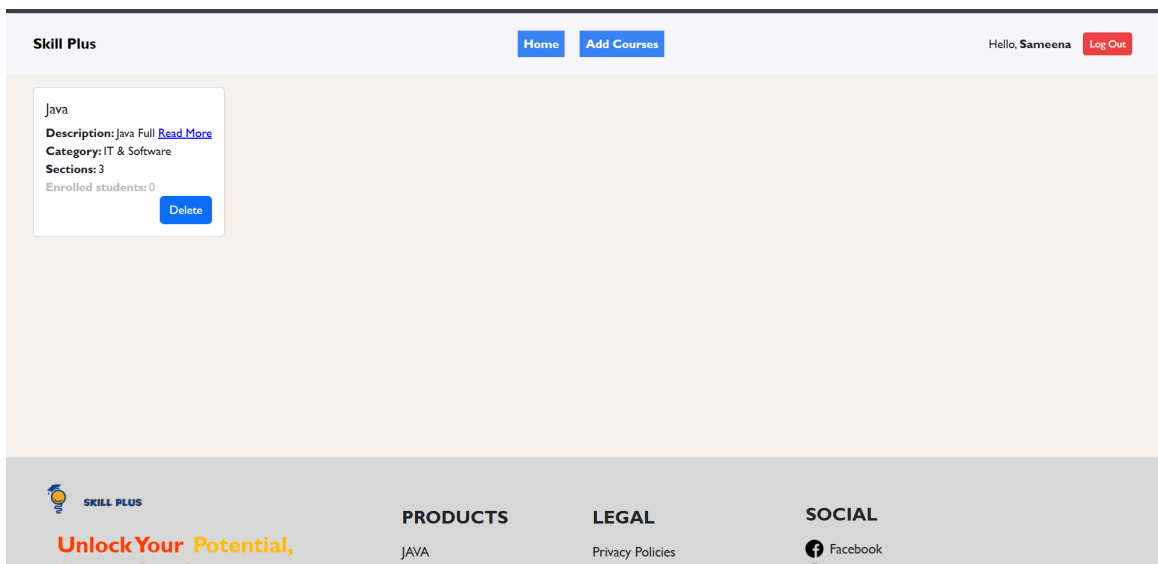 Skill Plus
Home
Add Courses
Hello, Sameena
Log Out
Java
Description: Java Full Read More
Category: IT & Software
Sections: 3
Enrolled students: 0
Delete
SKILL PLUS
Unlock Your Potential,
PRODUCTS
JAVA
LEGAL
Privacy Policies
SOCIAL
Facebook